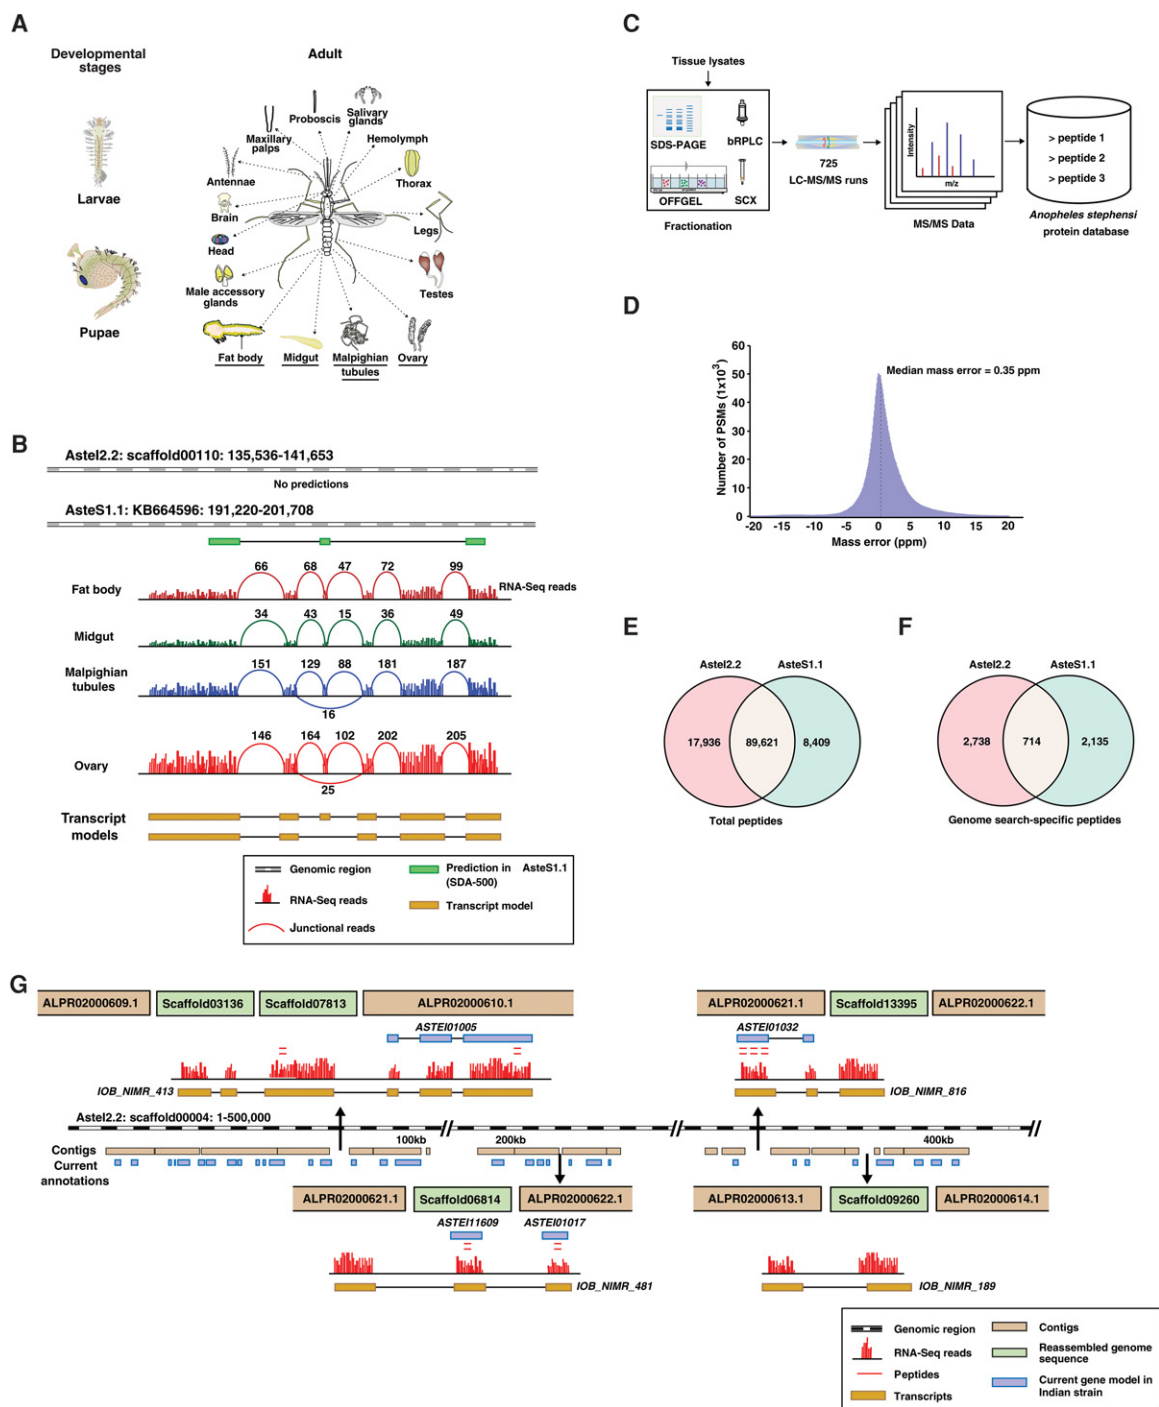 A
Developmental
stages
Adult
Larvae
Pupae
Proboscis
Salivary
glands
Maxillary
palps
Hemolymph
Antennae
Thorax
Brain
Legs
Head
Male accessory
glands
Testes
Fat body
Midgut
Malpighian
tubules
Ovary
B
Astel2.2: scaffold00110: 135,536-141,653
No predictions
AsteS1.1: KB664596: 191,220-201,708
Fat body
66 68 47 72 99
RNA-Seq reads
Midgut
34 43 15 36 49
Malpighian
tubules
151 129 88 181 187
16
Ovary
146 164 102 202 205
25
Transcript
models
Genomic region
RNA-Seq reads
Junctional reads
Prediction in AsteS1.1
(SDA-500)
Transcript model
C
Tissue lysates
SDS-PAGE
bRPLC
OFFGEL
SCX
Fractionation
725
LC-MS/MS runs
Intensity
m/z
MS/MS Data
> peptide 1
> peptide 2
> peptide 3
Anopheles stephensi
protein database
D
Number of PSMs (1x10³)
60
50
40
30
20
10
0
Median mass error = 0.35 ppm
-20 -15 -10 -5 0 5 10 15 20
Mass error (ppm)
E
Astel2.2 AsteS1.1
17,936 89,621 8,409
Total peptides
F
Astel2.2 AsteS1.1
2,738 714 2,135
Genome search-specific peptides
G
ALPR02000609.1 Scaffold03136 Scaffold07813 ALPR02000610.1
ASTEI01005
IOB_NIMR_413
ALPR02000621.1 Scaffold13395 ALPR02000622.1
ASTEI01032
IOB_NIMR_816
Astel2.2: scaffold00004: 1-500,000
100kb 200kb 400kb
Contigs
Current
annotations
ALPR02000621.1 Scaffold06814 ALPR02000622.1
ASTEI11609 ASTEI01017
IOB_NIMR_481
ALPR02000613.1 Scaffold09260 ALPR02000614.1
IOB_NIMR_189
Genomic region
RNA-Seq reads
Peptides
Transcripts
Contigs
Reassembled genome
sequence
Current gene model in
Indian strain